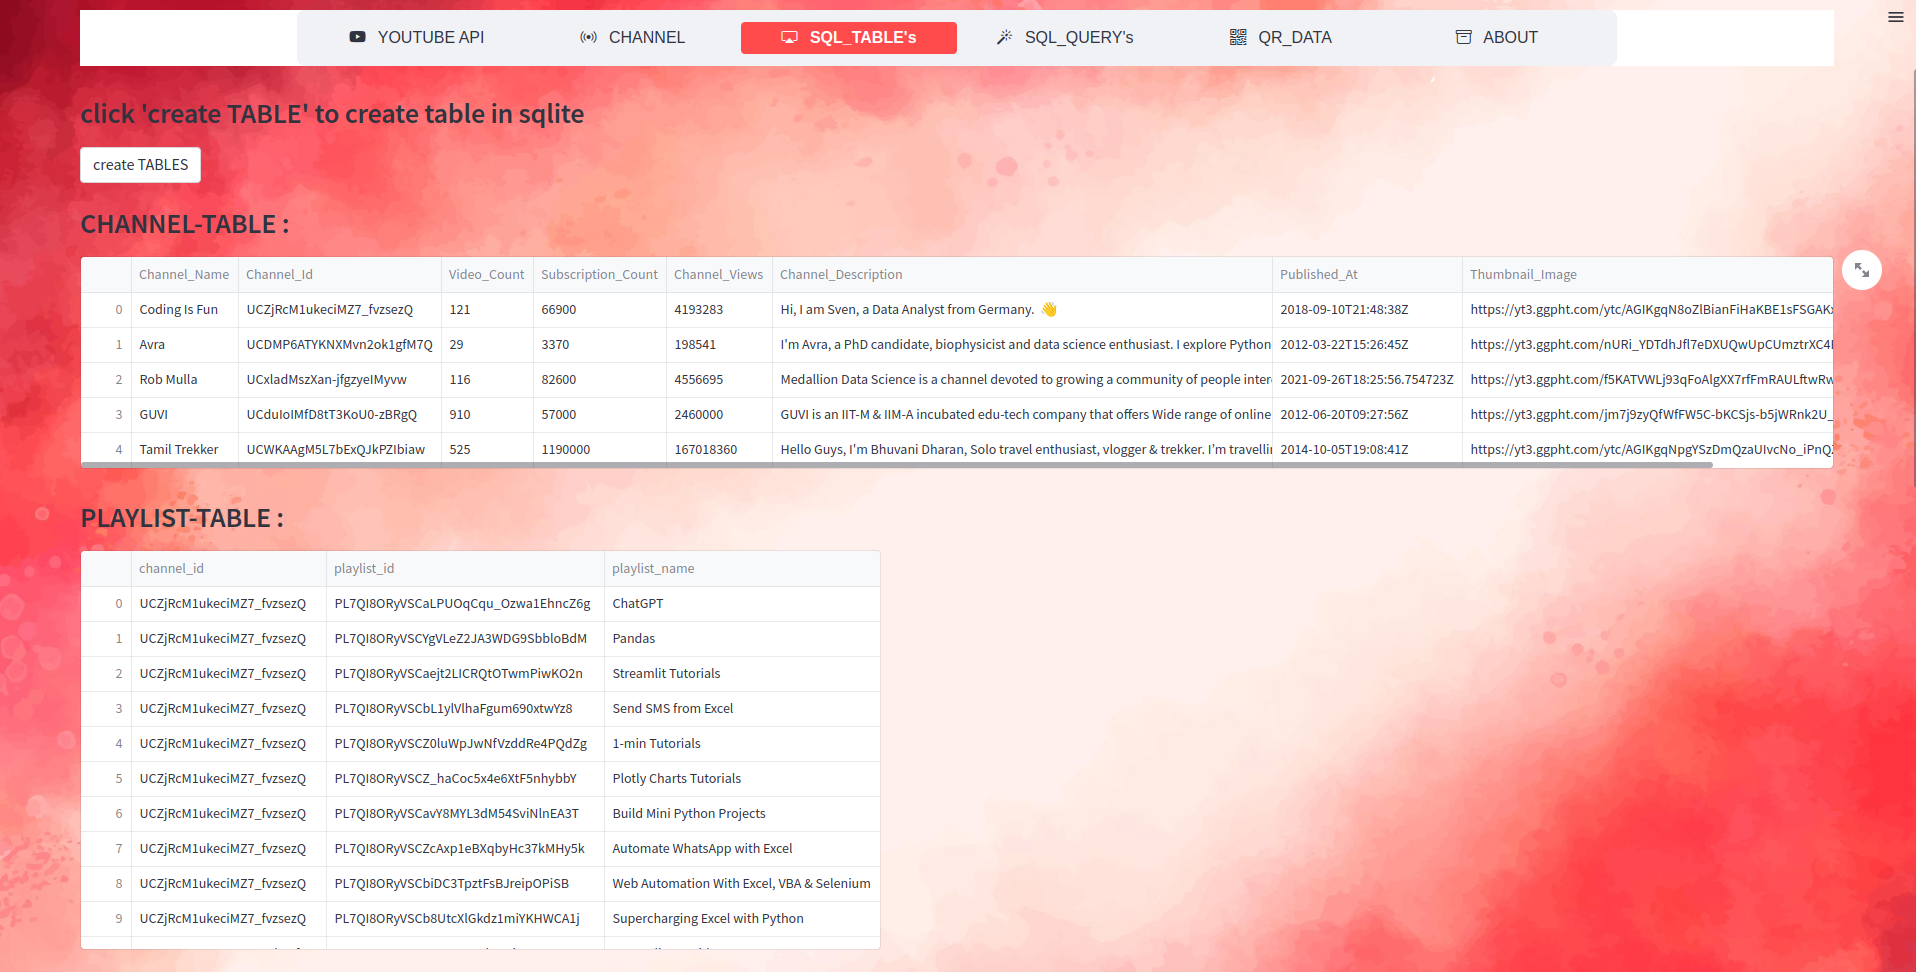 YOUTUBE API CHANNEL SQL_TABLE's SQL_QUERY's QR_DATA ABOUT
click 'create TABLE' to create table in sqlite
create TABLES
CHANNEL-TABLE :
Channel_Name Channel_Id Video_Count Subscription_Count Channel_Views Channel_Description Published_At Thumbnail_Image
0 Coding Is Fun UCZjRcM1ukeciMZ7_fvzsezQ 121 66900 4193283 Hi, I am Sven, a Data Analyst from Germany. 👋 2018-09-10T21:48:38Z https://yt3.ggpht.com/ytc/AGIKgqN8oZlBianFiHaKBE1sFSGAK
1 Avra UCDMP6ATYKNXMvn2ok1gfM7Q 29 3370 198541 I'm Avra, a PhD candidate, biophysicist and data science enthusiast. I explore Python 2012-03-22T15:26:45Z https://yt3.ggpht.com/nURi_YDTdhJfl7eDXUQwUpCUmztrXC4
2 Rob Mulla UCxladMszXan-jfgzyeIMyvw 116 82600 4556695 Medallion Data Science is a channel devoted to growing a community of people inter 2021-09-26T18:25:56.754723Z https://yt3.ggpht.com/f5KATVWLj93qFoAlgXX7rfFmRAULftwRw
3 GUVI UCduIoIMfD8tT3KoU0-zBRgQ 910 57000 2460000 GUVI is an IIT-M & IIM-A incubated edu-tech company that offers Wide range of online 2012-06-20T09:27:56Z https://yt3.ggpht.com/jm7j9zyQfWfFW5C-bKCSjs-b5jWRnk2U_
4 Tamil Trekker UCWKAAgM5L7bExQJkPZIbiaw 525 1190000 167018360 Hello Guys, I'm Bhuvani Dharan, Solo travel enthusiast, vlogger & trekker. I'm travelli 2014-10-05T19:08:41Z https://yt3.ggpht.com/ytc/AGIKgqNpgYSzDmQzaUIvcNo_iPnQ
PLAYLIST-TABLE :
channel_id playlist_id playlist_name
0 UCZjRcM1ukeciMZ7_fvzsezQ PL7QI8ORyVSCaLPUOqCqu_Ozwa1EhncZ6g ChatGPT
1 UCZjRcM1ukeciMZ7_fvzsezQ PL7QI8ORyVSCYgVLeZ2JA3WDG9SbbloBdM Pandas
2 UCZjRcM1ukeciMZ7_fvzsezQ PL7QI8ORyVSCaejt2LICRQtOTwmPiwKO2n Streamlit Tutorials
3 UCZjRcM1ukeciMZ7_fvzsezQ PL7QI8ORyVSCbL1ylVlhaFgum690xtwYz8 Send SMS from Excel
4 UCZjRcM1ukeciMZ7_fvzsezQ PL7QI8ORyVSCZ0luWpJwNfVzddRe4PQdZg 1-min Tutorials
5 UCZjRcM1ukeciMZ7_fvzsezQ PL7QI8ORyVSCZ_haCoc5x4e6XtF5nhybbY Plotly Charts Tutorials
6 UCZjRcM1ukeciMZ7_fvzsezQ PL7QI8ORyVSCavY8MYL3dM54SviNlnEA3T Build Mini Python Projects
7 UCZjRcM1ukeciMZ7_fvzsezQ PL7QI8ORyVSCZcAxp1eBXqbyHc37kMHy5k Automate WhatsApp with Excel
8 UCZjRcM1ukeciMZ7_fvzsezQ PL7QI8ORyVSCbiDC3TpztFsBJreipOPiSB Web Automation With Excel, VBA & Selenium
9 UCZjRcM1ukeciMZ7_fvzsezQ PL7QI8ORyVSCb8UtcXlGkdz1miYKHWCA1j Supercharging Excel with Python